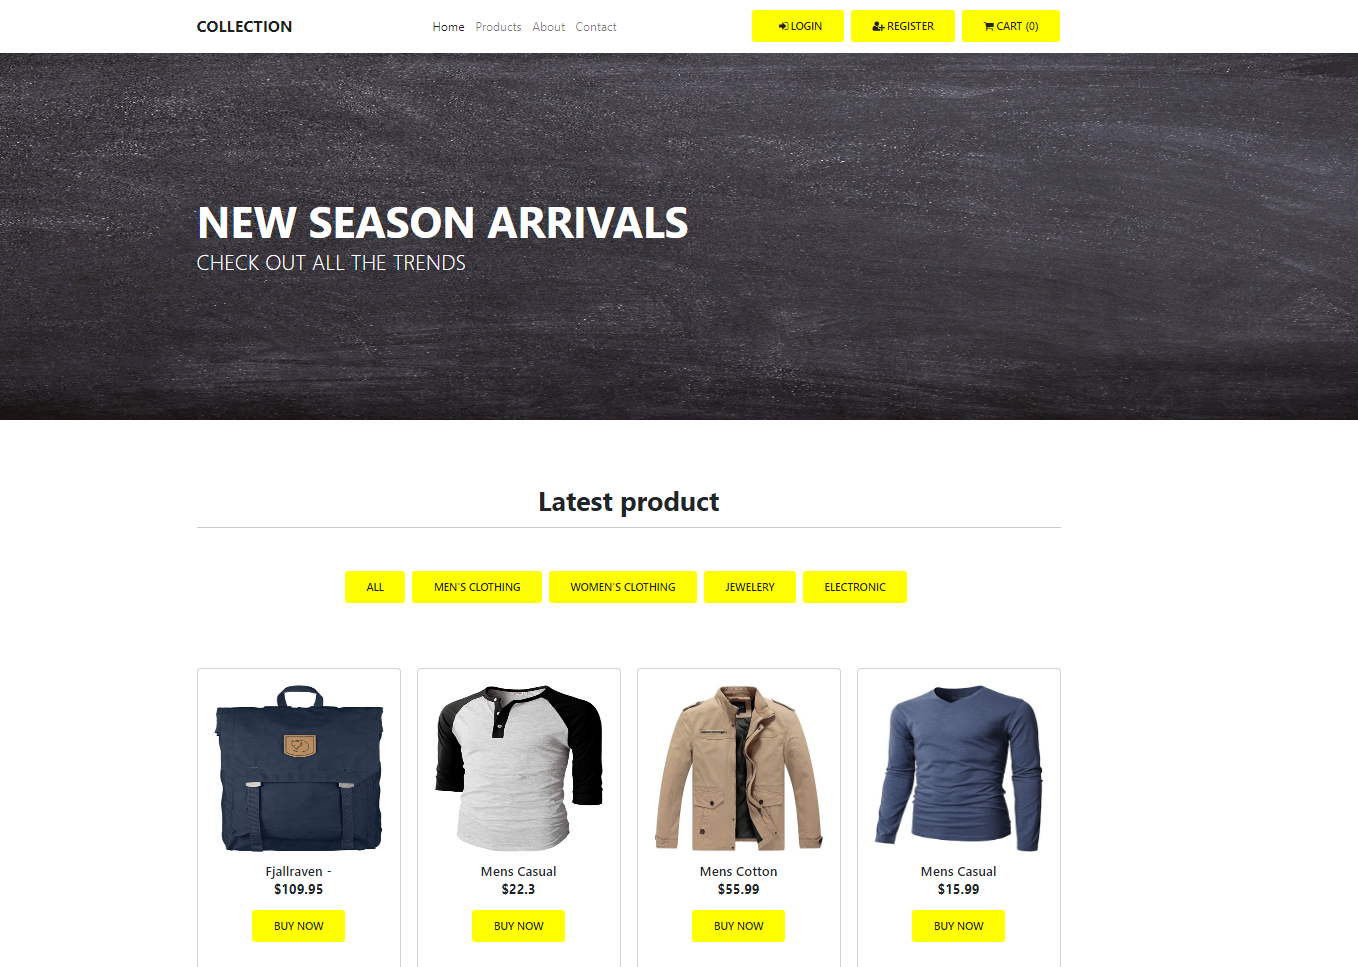 COLLECTION
Home Products About Contact
LOGIN REGISTER CART (0)
NEW SEASON ARRIVALS
CHECK OUT ALL THE TRENDS
Latest product
ALL MEN'S CLOTHING WOMEN'S CLOTHING JEWELERY ELECTRONIC
Fjallraven -
$109.95
BUY NOW
Mens Casual
$22.3
BUY NOW
Mens Cotton
$55.99
BUY NOW
Mens Casual
$15.99
BUY NOW